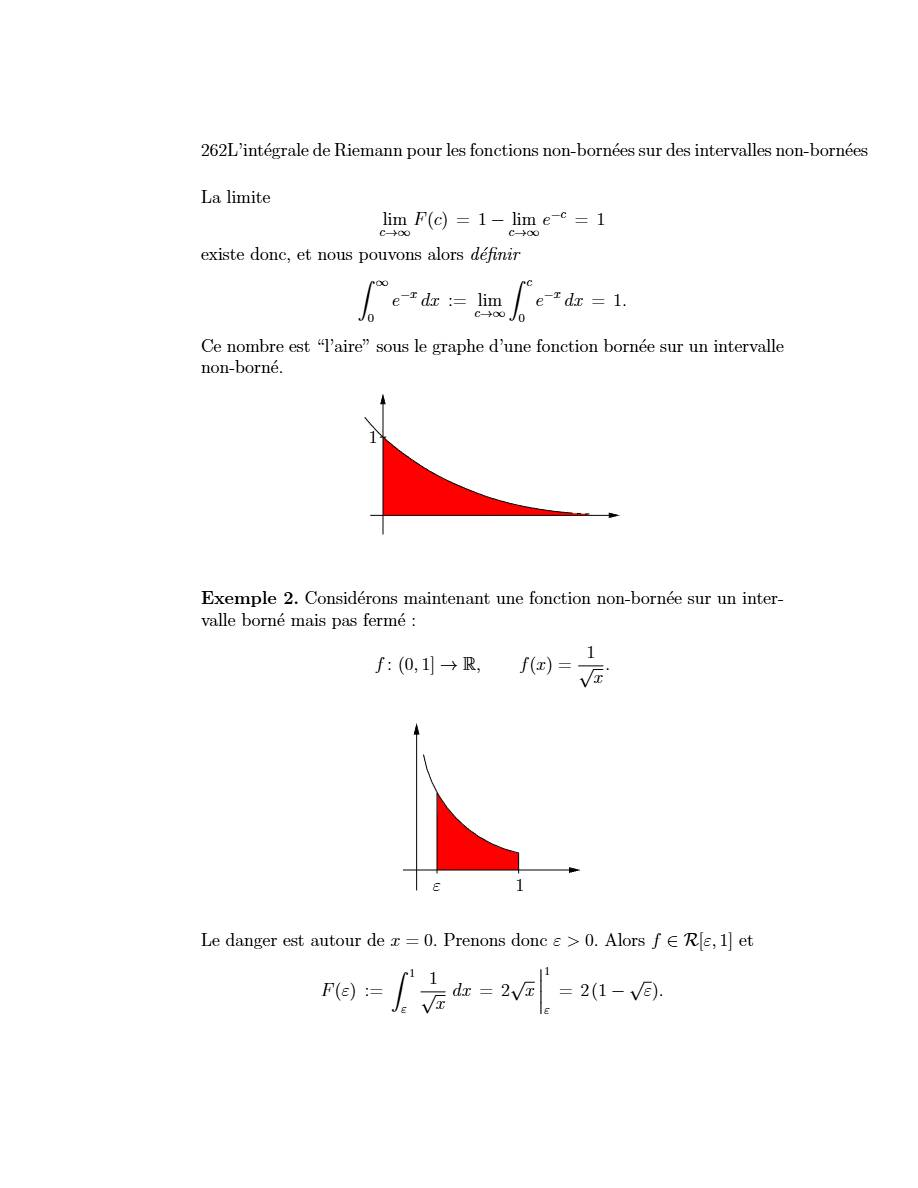 262L'intégrale de Riemann pour les fonctions non-bornées sur des intervalles non-bornées
La limite
lim_{c→∞} F(c) = 1 − lim_{c→∞} e^{−c} = 1
existe donc, et nous pouvons alors définir
∫_0^∞ e^{−x} dx := lim_{c→∞} ∫_0^c e^{−x} dx = 1.
Ce nombre est “l'aire” sous le graphe d'une fonction bornée sur un intervalle
non-borné.
1
Exemple 2. Considérons maintenant une fonction non-bornée sur un inter-
valle borné mais pas fermé :
f : (0, 1] → ℝ, f(x) = 1/√x.
ε 1
Le danger est autour de x = 0. Prenons donc ε > 0. Alors f ∈ 𝓡[ε, 1] et
F(ε) := ∫_ε^1 1/√x dx = 2√x |_ε^1 = 2(1 − √ε).